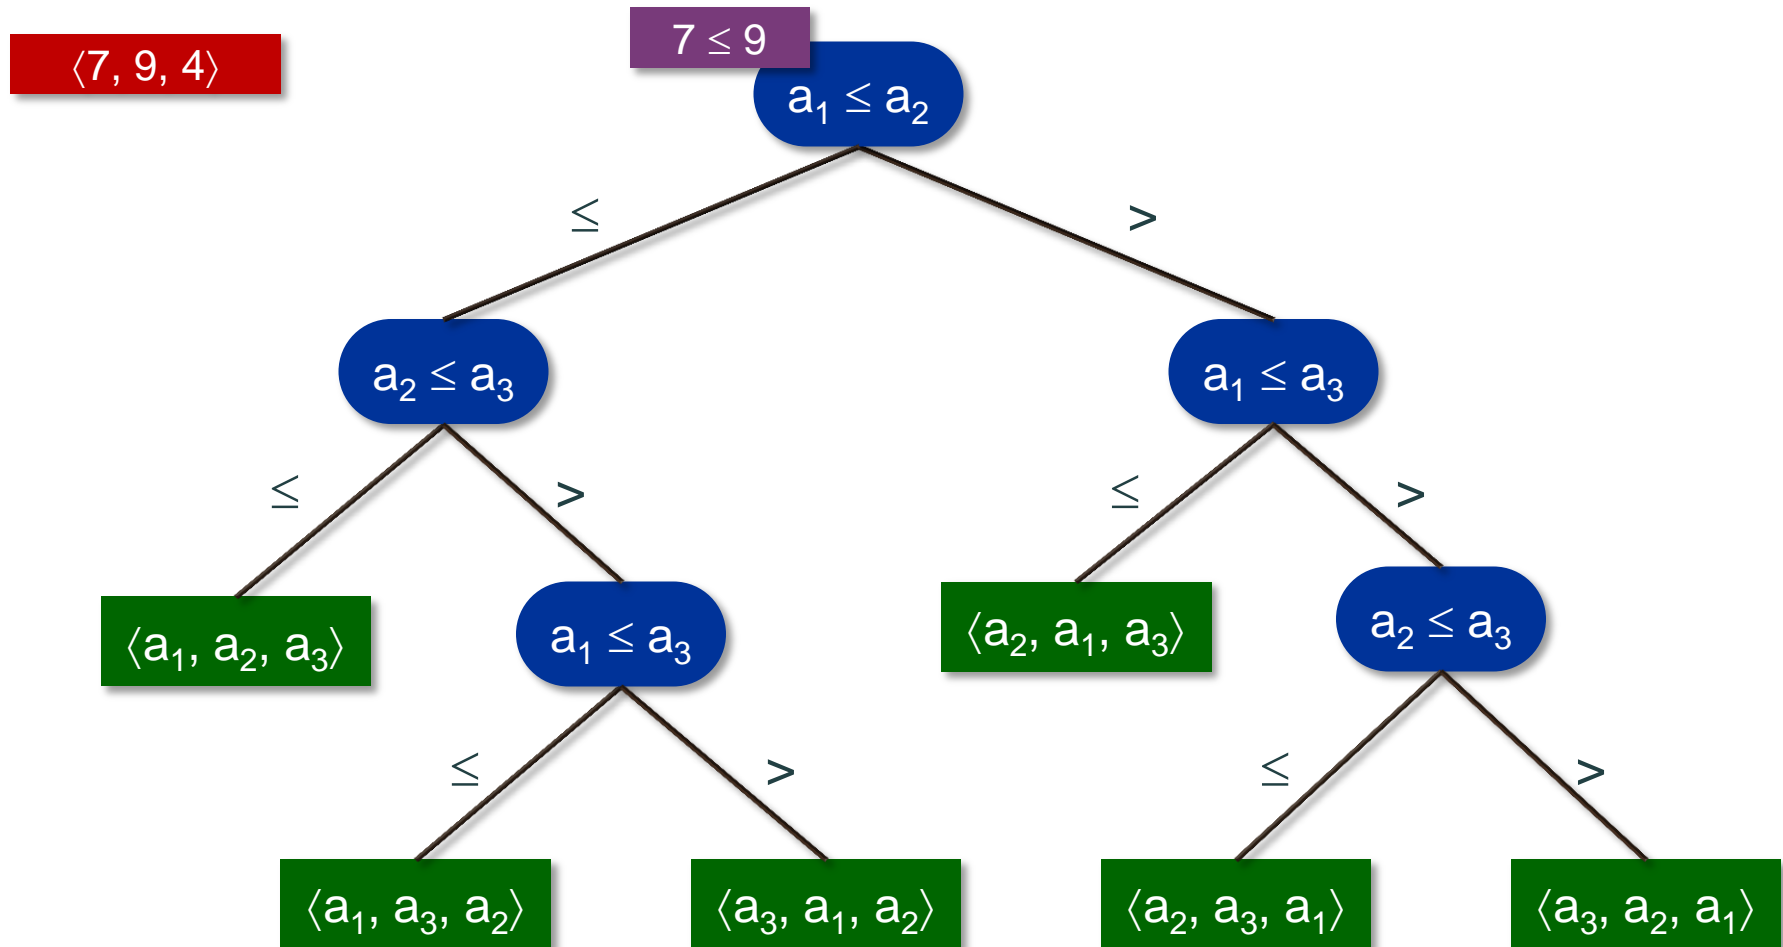 7 ≤ 9
⟨7, 9, 4⟩
a₁ ≤ a₂
≤
>
a₂ ≤ a₃
a₁ ≤ a₃
≤
>
≤
>
⟨a₁, a₂, a₃⟩
a₁ ≤ a₃
⟨a₂, a₁, a₃⟩
a₂ ≤ a₃
≤
>
≤
>
⟨a₁, a₃, a₂⟩
⟨a₃, a₁, a₂⟩
⟨a₂, a₃, a₁⟩
⟨a₃, a₂, a₁⟩